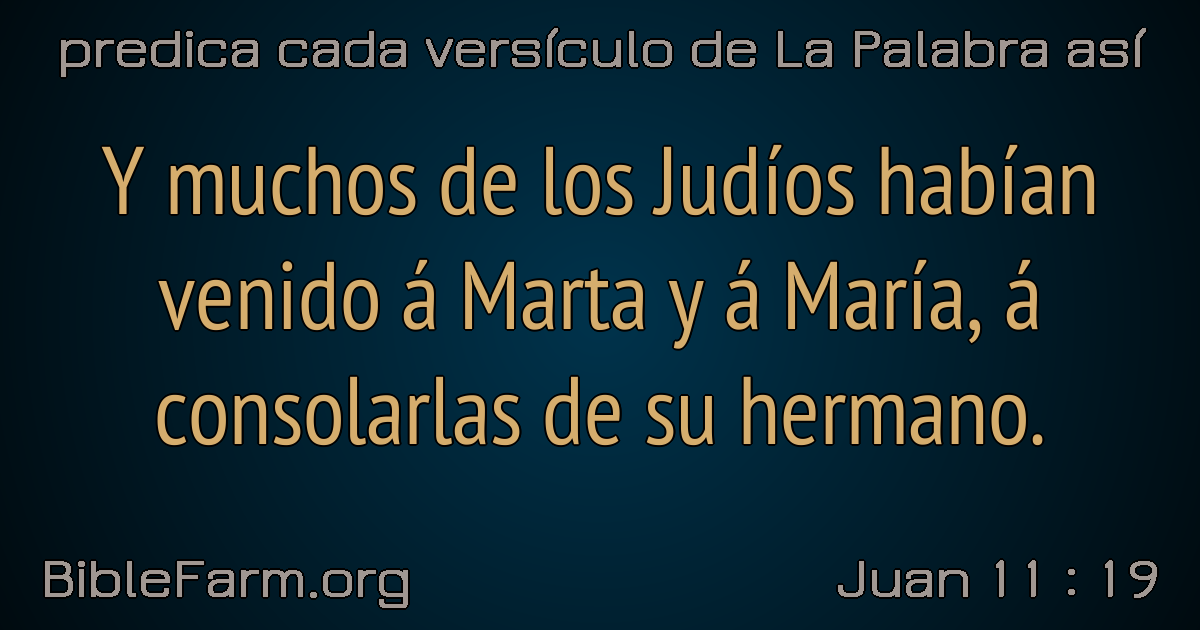 predica cada versículo de La Palabra así
Y muchos de los Judíos habían
venido á Marta y á María, á
consolarlas de su hermano.
BibleFarm.org
Juan 11 : 19